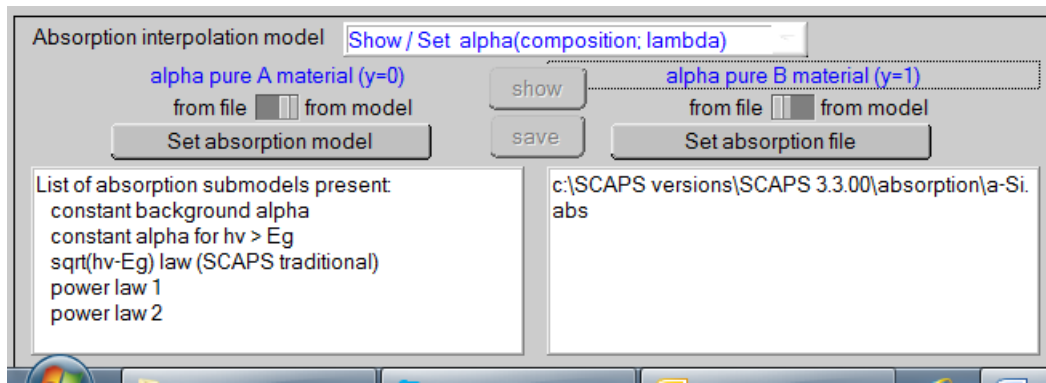 Absorption interpolation model Show / Set alpha(composition; lambda)
alpha pure A material (y=0)
from file from model
Set absorption model
show
save
alpha pure B material (y=1)
from file from model
Set absorption file
List of absorption submodels present:
constant background alpha
constant alpha for hv > Eg
sqrt(hv-Eg) law (SCAPS traditional)
power law 1
power law 2
c:\SCAPS versions\SCAPS 3.3.00\absorption\a-Si.
abs